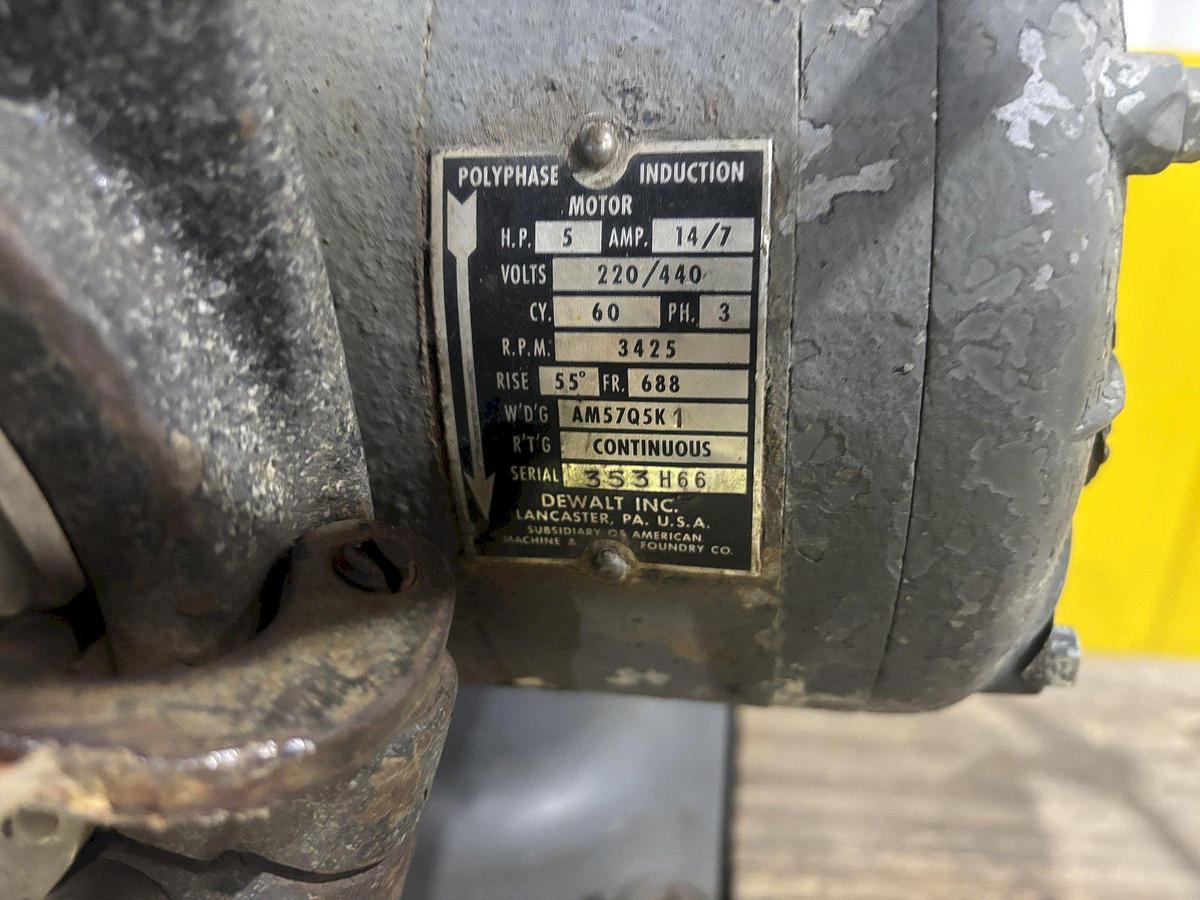 POLYPHASE INDUCTION
MOTOR
H.P. 5 AMP. 14/7
VOLTS 220/440
CY. 60 PH. 3
R.P.M. 3425
RISE 55° FR. 688
W'D'G AM57Q5K1
R'T'G CONTINUOUS
SERIAL 353H66
DEWALT INC.
LANCASTER, PA. U.S.A.
SUBSIDIARY OF AMERICAN
MACHINE & FOUNDRY CO.